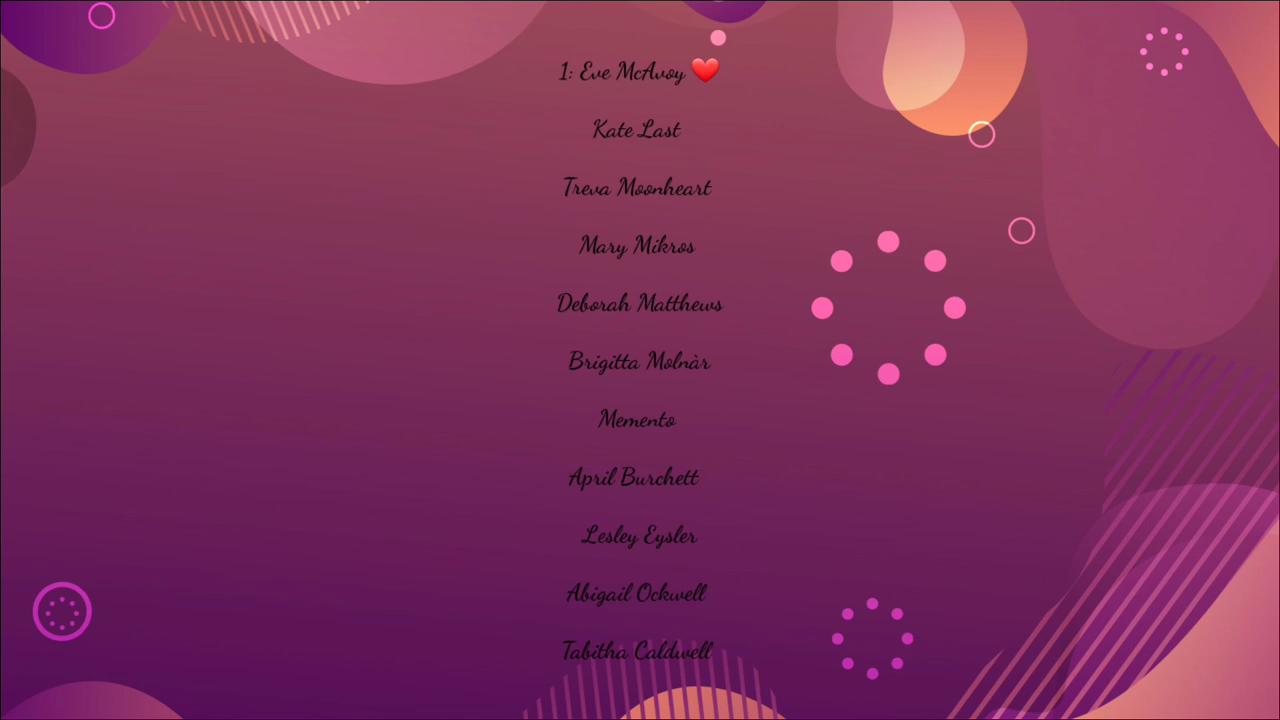 1: Eve McAvoy ❤️
Kate Last
Treva Moonheart
Mary Mikros
Deborah Matthews
Brigitta Molnàr
Memento
April Burchett
Lesley Eysler
Abigail Ockwell
Tabitha Caldwell